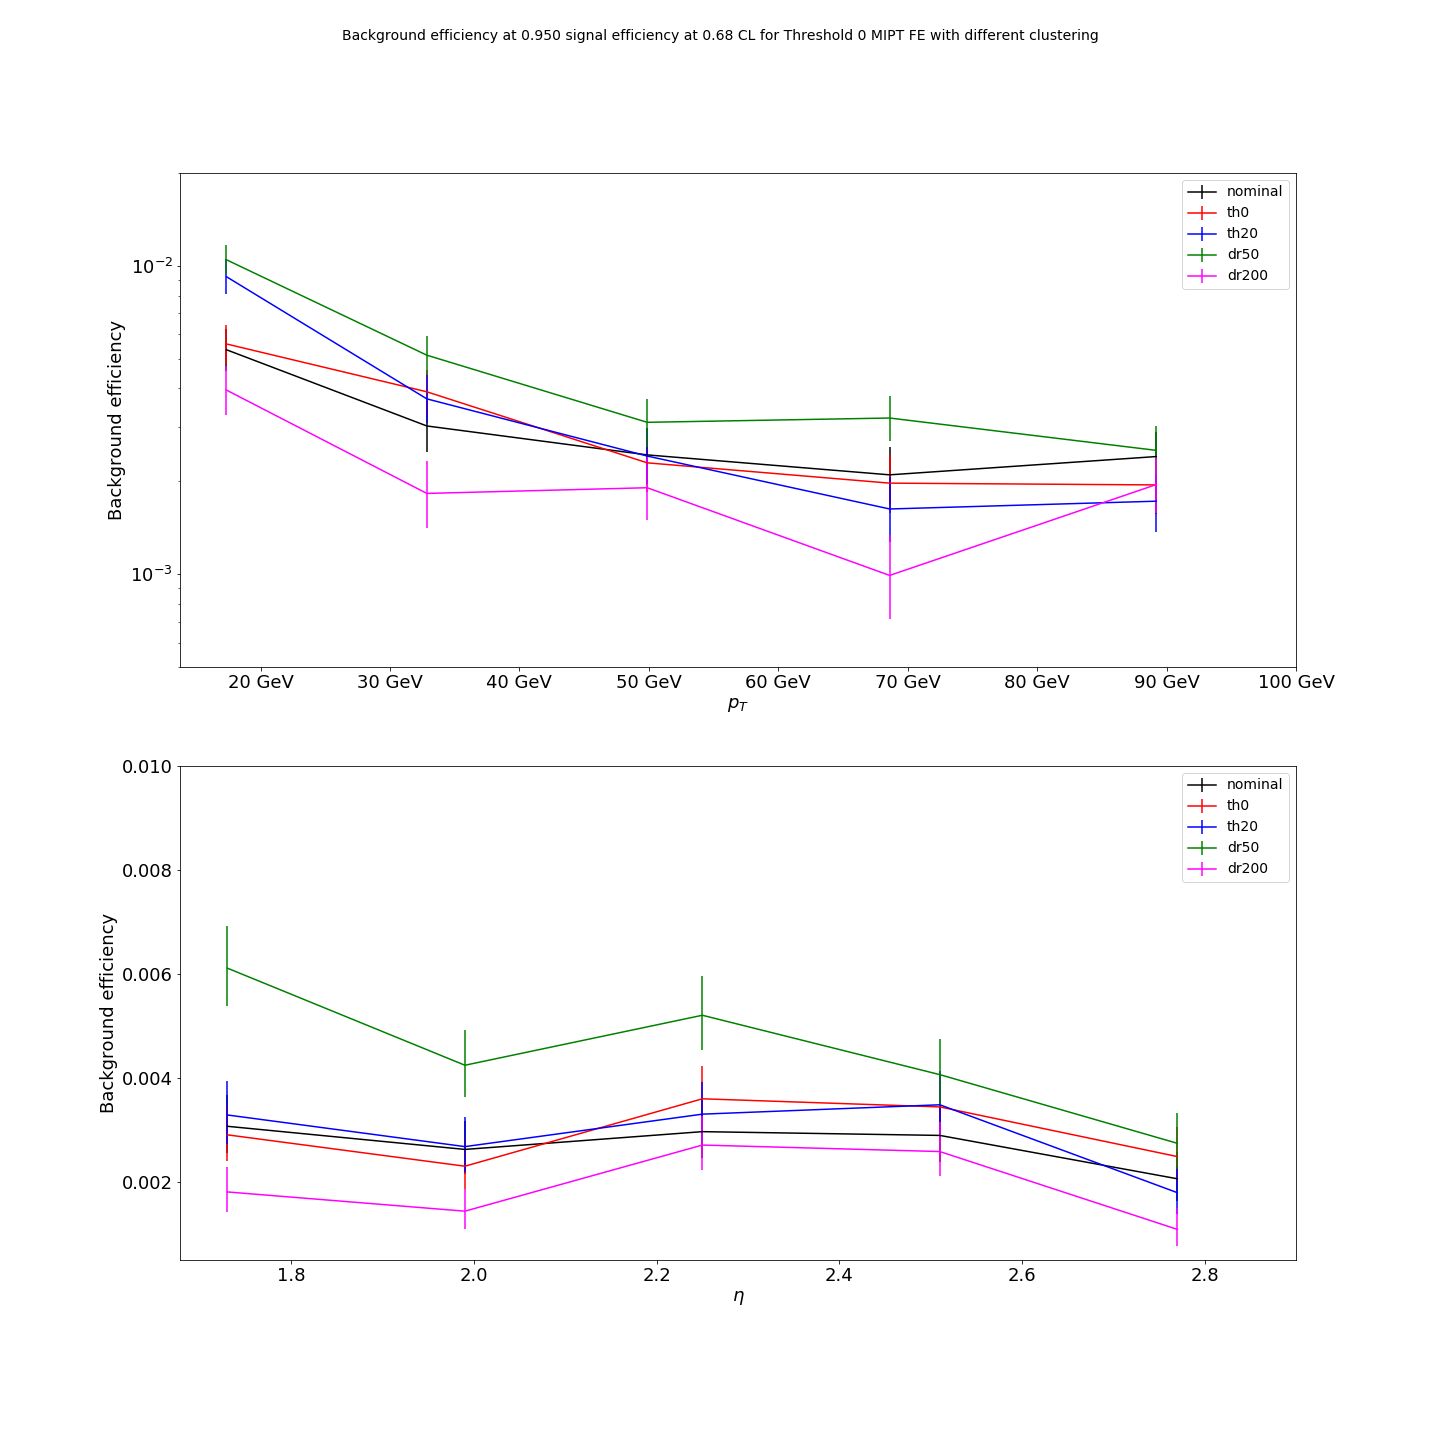 Background efficiency at 0.950 signal efficiency at 0.68 CL for Threshold 0 MIPT FE with different clustering
nominal
th0
th20
dr50
dr200
Background efficiency
10⁻²
10⁻³
20 GeV 30 GeV 40 GeV 50 GeV 60 GeV 70 GeV 80 GeV 90 GeV 100 GeV
p_T
nominal
th0
th20
dr50
dr200
Background efficiency
0.010
0.008
0.006
0.004
0.002
1.8 2.0 2.2 2.4 2.6 2.8
η